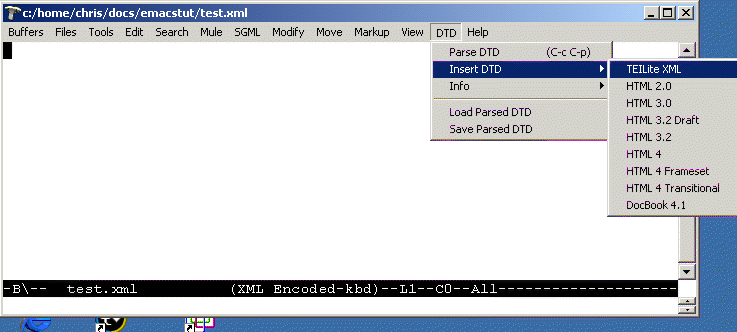 c:/home/chris/docs/emacstut/test.xml
Buffers Files Tools Edit Search Mule SGML Modify Move Markup View DTD Help
Parse DTD (C-c C-p)
Insert DTD
Info
Load Parsed DTD
Save Parsed DTD
TEILite XML
HTML 2.0
HTML 3.0
HTML 3.2 Draft
HTML 3.2
HTML 4
HTML 4 Frameset
HTML 4 Transitional
DocBook 4.1
-B\-- test.xml (XML Encoded-kbd)--L1--C0--All------------------------